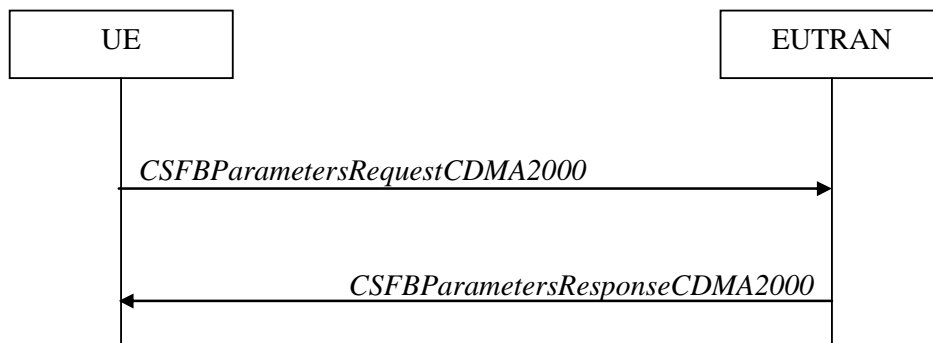 UE
EUTRAN
CSFBParametersRequestCDMA2000
CSFBParametersResponseCDMA2000